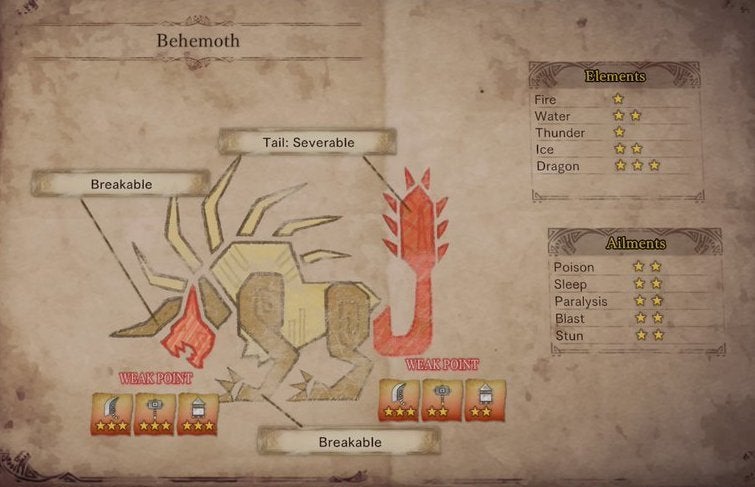 Behemoth
Elements
Fire
Water
Thunder
Ice
Dragon
Tail: Severable
Breakable
Ailments
Poison
Sleep
Paralysis
Blast
Stun
WEAK POINT
WEAK POINT
Breakable